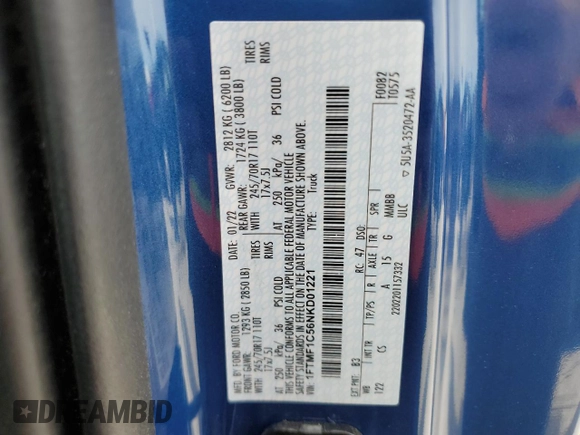 MFD. BY FORD MOTOR CO.
DATE: 01/22 GVWR: 2812 KG ( 6200 LB)
FRONT GAWR: 1293 KG ( 2850 LB) REAR GAWR: 1724 KG ( 3800 LB)
WITH 245/70R17 110T TIRES WITH 245/70R17 110T TIRES
17x7.5J RIMS 17x7.5J RIMS
AT 250 kPa/ 36 PSI COLD AT 250 kPa/ 36 PSI COLD
THIS VEHICLE CONFORMS TO ALL APPLICABLE FEDERAL MOTOR VEHICLE
SAFETY STANDARDS IN EFFECT ON THE DATE OF MANUFACTURE SHOWN ABOVE.
VIN: 1FTMF1C56NKD01221 TYPE: Truck
F0082
T0575
EXT PNT: B3 RC: 47 DSO:
WB INT TR TP/PS R AXLE TR SPR
122 CS A 15 G MMBB
ULC
2202201157332
▽ 5U5A-3520472-AA
DREAMBID